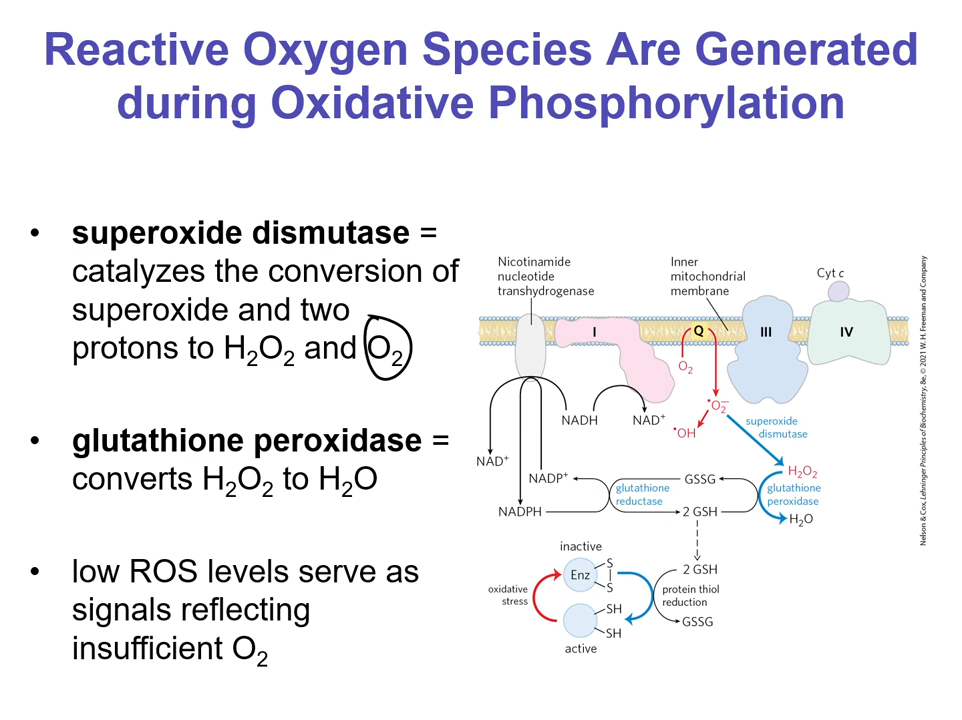 Reactive Oxygen Species Are Generated
during Oxidative Phosphorylation
• superoxide dismutase =
catalyzes the conversion of
superoxide and two
protons to H₂O₂ and O₂
• glutathione peroxidase =
converts H₂O₂ to H₂O
• low ROS levels serve as
signals reflecting
insufficient O₂
Nicotinamide
nucleotide
transhydrogenase
Inner
mitochondrial
membrane
Cyt c
I
Q
III
IV
O₂
NADH
NAD⁺
•O₂⁻
•OH
superoxide
dismutase
NAD⁺
NADP⁺
GSSG
H₂O₂
glutathione
reductase
glutathione
peroxidase
NADPH
2 GSH
H₂O
inactive
Enz
S
S
2 GSH
oxidative
stress
protein thiol
reduction
SH
SH
GSSG
active
Nelson & Cox, Lehninger Principles of Biochemistry, 8e, © 2021 W. H. Freeman and Company